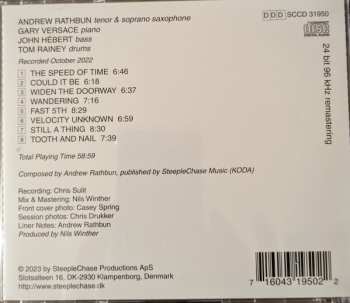 ANDREW RATHBUN tenor & soprano saxophone
GARY VERSACE piano
JOHN HÉBERT bass
TOM RAINEY drums
Recorded October 2022
DDD SCCD 31950
24 bit 96 kHz remastering
1 THE SPEED OF TIME 6:46
2 COULD IT BE 6:18
3 WIDEN THE DOORWAY 6:37
4 WANDERING 7:16
5 FAST 5TH 8:29
6 VELOCITY UNKNOWN 6:59
7 STILL A THING 8:30
8 TOOTH AND NAIL 7:39
Total Playing Time 58:59
Composed by Andrew Rathbun, published by SteepleChase Music (KODA)
Recording: Chris Sulit
Mix & Mastering: Nils Winther
Front cover photo: Casey Spring
Session photos: Chris Drukker
Liner Notes: Andrew Rathbun
Produced by Nils Winther
© 2023 by SteepleChase Productions ApS
Slotsalleen 16, DK-2930 Klampenborg, Denmark
http://www.steeplechase.dk
7 16043 19502 2